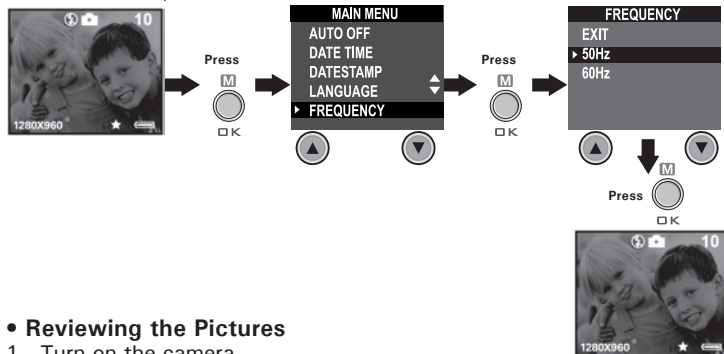 10
1280X960
Press
M
OK
MAIN MENU
AUTO OFF
DATE TIME
DATESTAMP
LANGUAGE
FREQUENCY
Press
M
OK
FREQUENCY
EXIT
50Hz
60Hz
Press
M
OK
10
1280X960
• Reviewing the Pictures
1. Turn on the camera